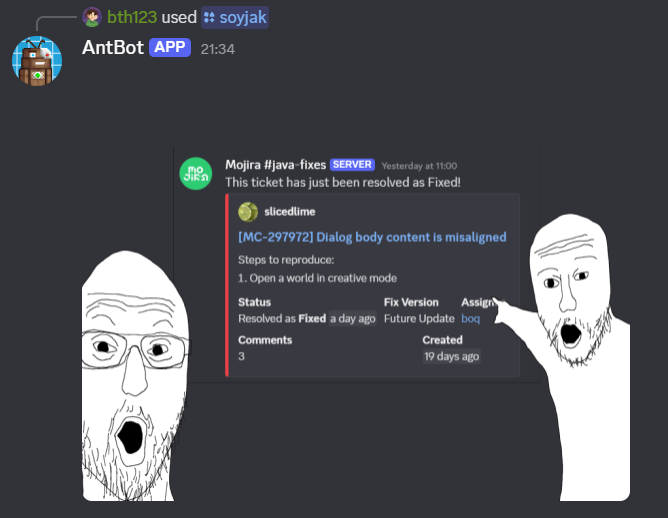 bth123 used soyjak
AntBot APP 21:34
mo
jira
Mojira #java-fixes SERVER Yesterday at 11:00
This ticket has just been resolved as Fixed!
slicedlime
[MC-297972] Dialog body content is misaligned
Steps to reproduce:
1. Open a world in creative mode
Status Fix Version Assign
Resolved as Fixed a day ago Future Update boq
Comments Created
3 19 days ago